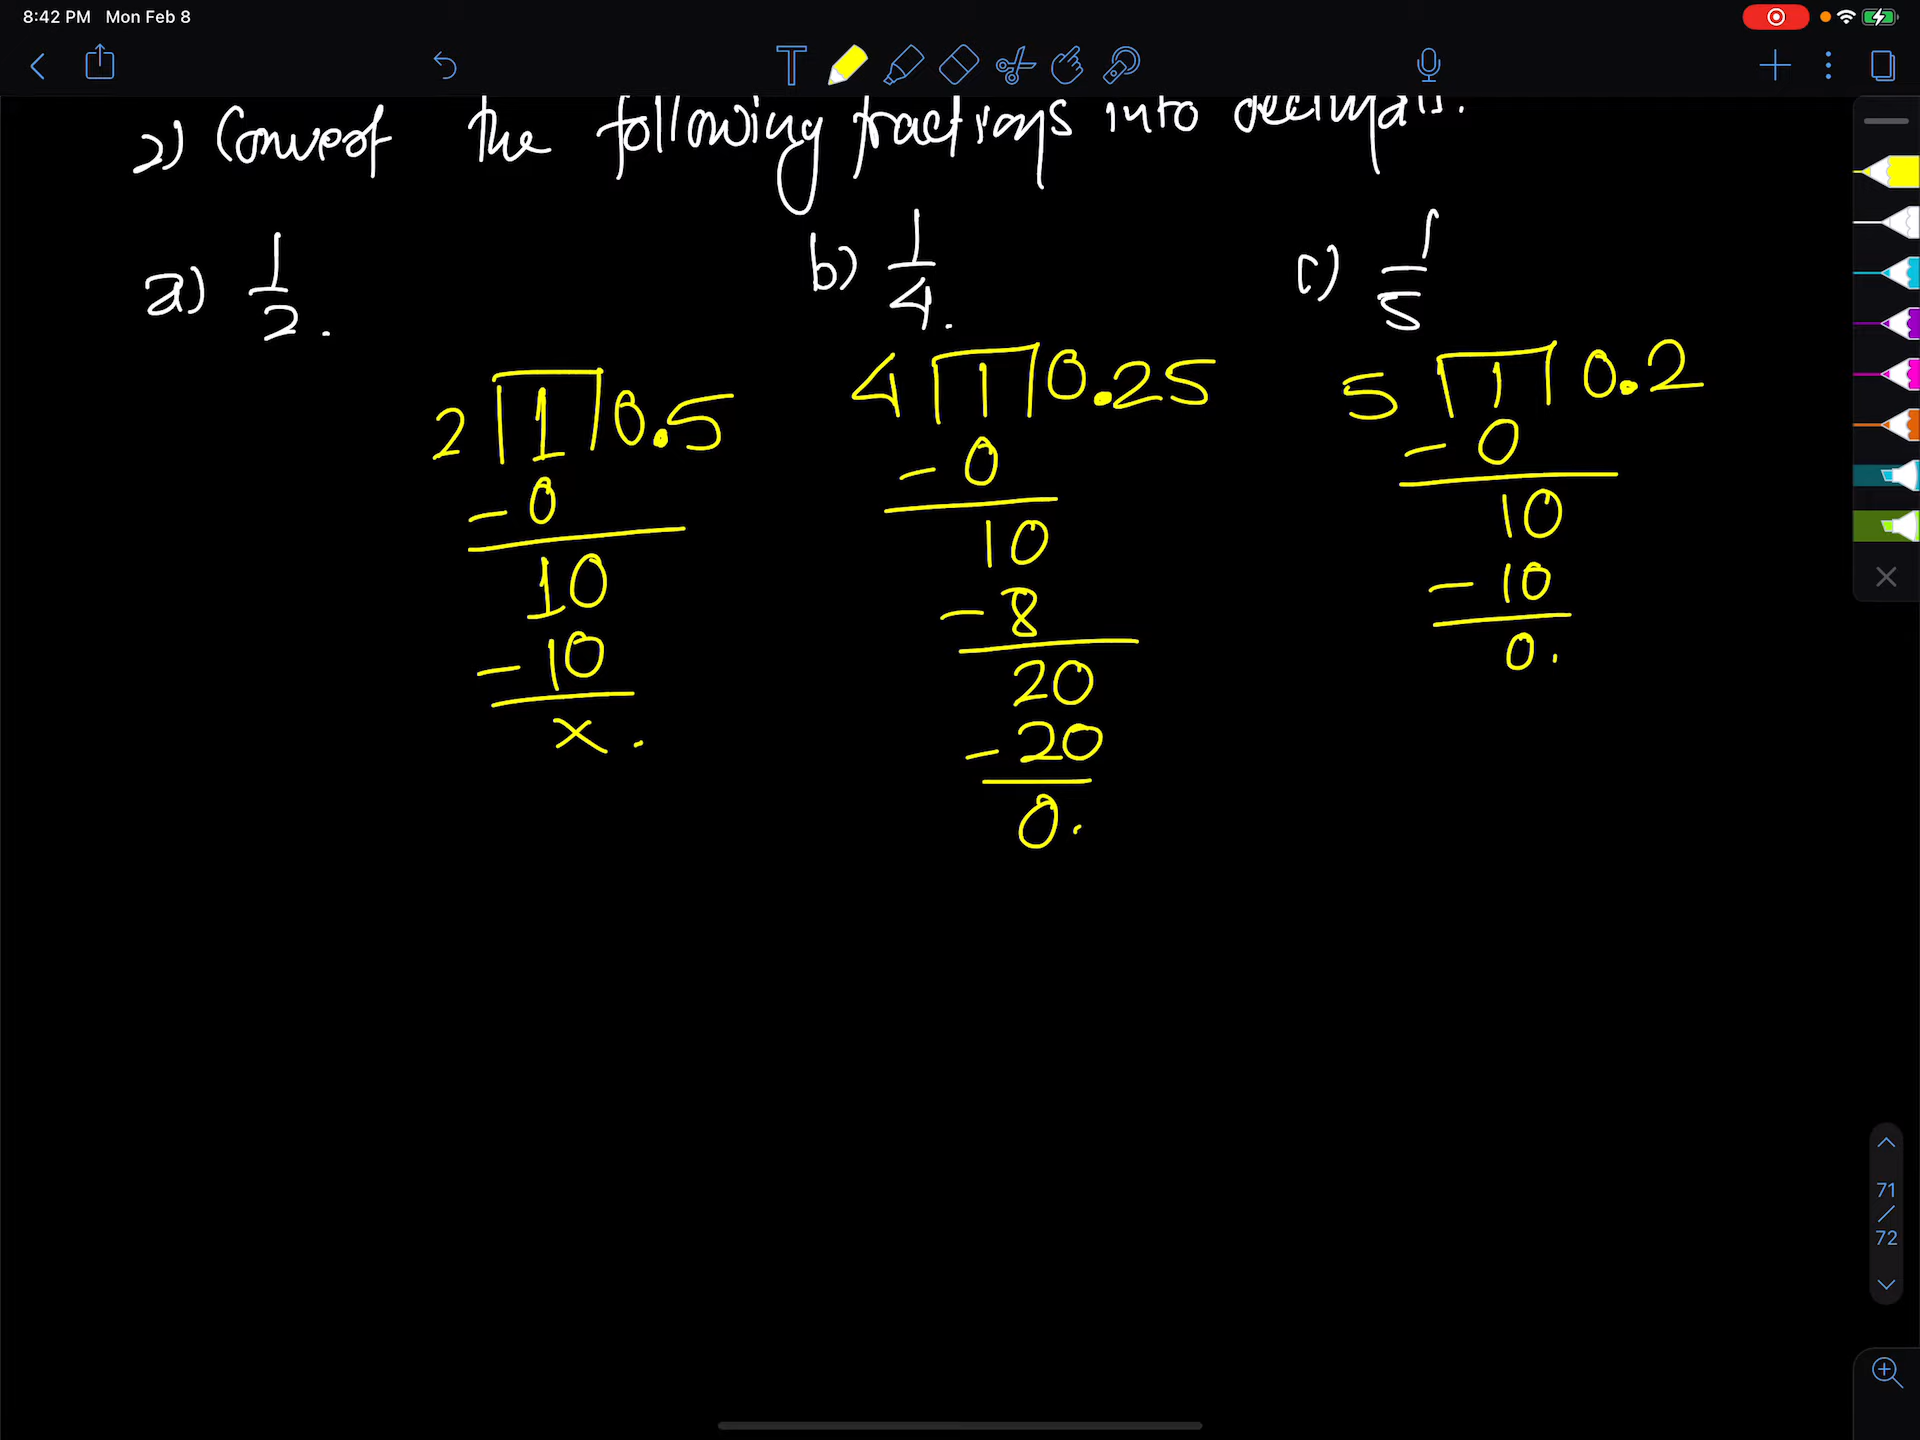 8:42 PM Mon Feb 8
2) Convert the following fractions into decimals.
a) 1/2.
b) 1/4.
c) 1/5
2 1 0.5
- 0
10
- 10
x.
4 1 0.25
- 0
10
- 8
20
- 20
0.
5 1 0.2
- 0
10
- 10
0.
71
/
72